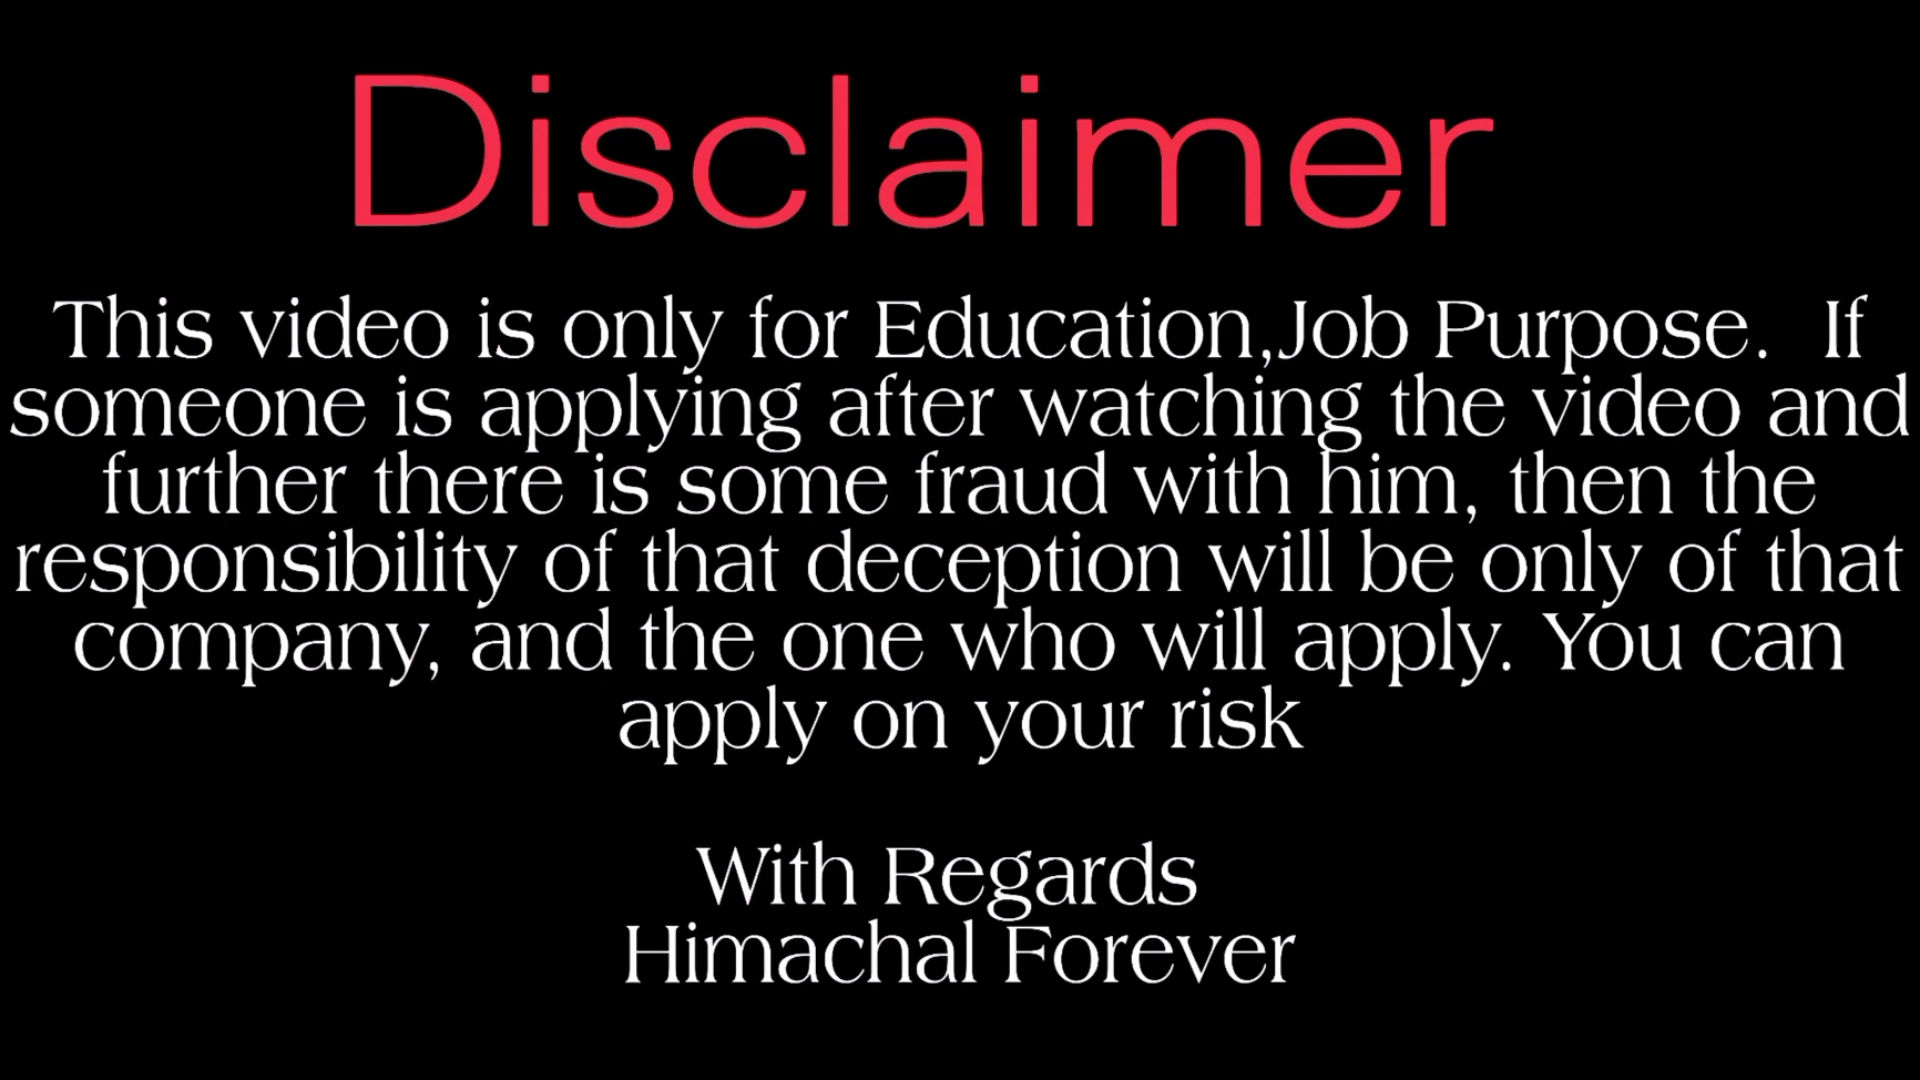 Disclaimer
This video is only for Education,Job Purpose.  If
someone is applying after watching the video and
further there is some fraud with him, then the
responsibility of that deception will be only of that
company, and the one who will apply. You can
apply on your risk
With Regards
Himachal Forever